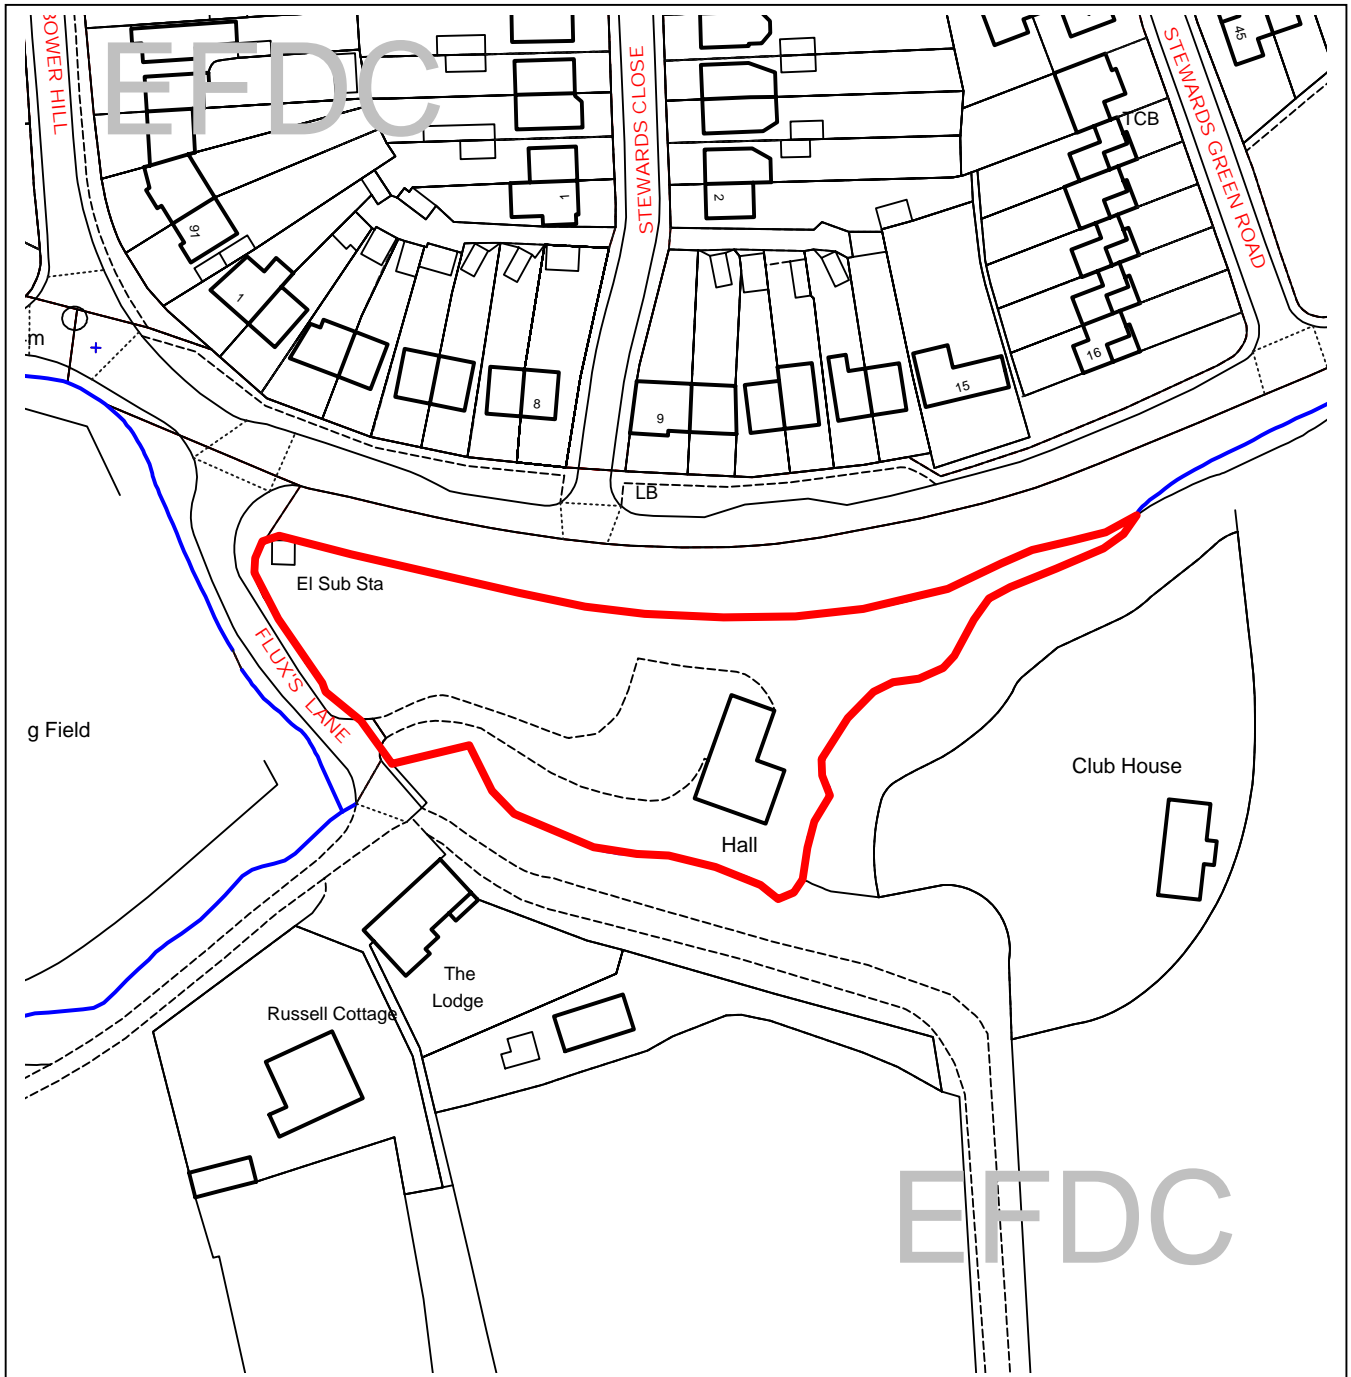 BOWER HILL
EFDC
STEWARDS CLOSE
STEWARDS GREEN ROAD
45
TCB
1
2
91
1
m
8
9
15
16
LB
El Sub Sta
FLUX'S LANE
g Field
Hall
Club House
The
Lodge
Russell Cottage
EFDC